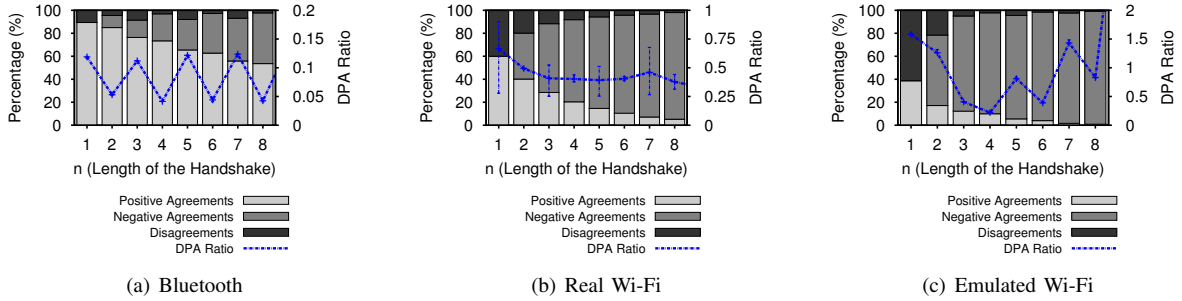 Percentage (%)
100
80
60
40
20
0
0.2
0.15
0.1
0.05
0
DPA Ratio
1 2 3 4 5 6 7 8
n (Length of the Handshake)
Positive Agreements
Negative Agreements
Disagreements
DPA Ratio
(a) Bluetooth
Percentage (%)
100
80
60
40
20
0
1
0.75
0.5
0.25
0
DPA Ratio
1 2 3 4 5 6 7 8
n (Length of the Handshake)
Positive Agreements
Negative Agreements
Disagreements
DPA Ratio
(b) Real Wi-Fi
Percentage (%)
100
80
60
40
20
0
2
1.5
1
0.5
0
DPA Ratio
1 2 3 4 5 6 7 8
n (Length of the Handshake)
Positive Agreements
Negative Agreements
Disagreements
DPA Ratio
(c) Emulated Wi-Fi